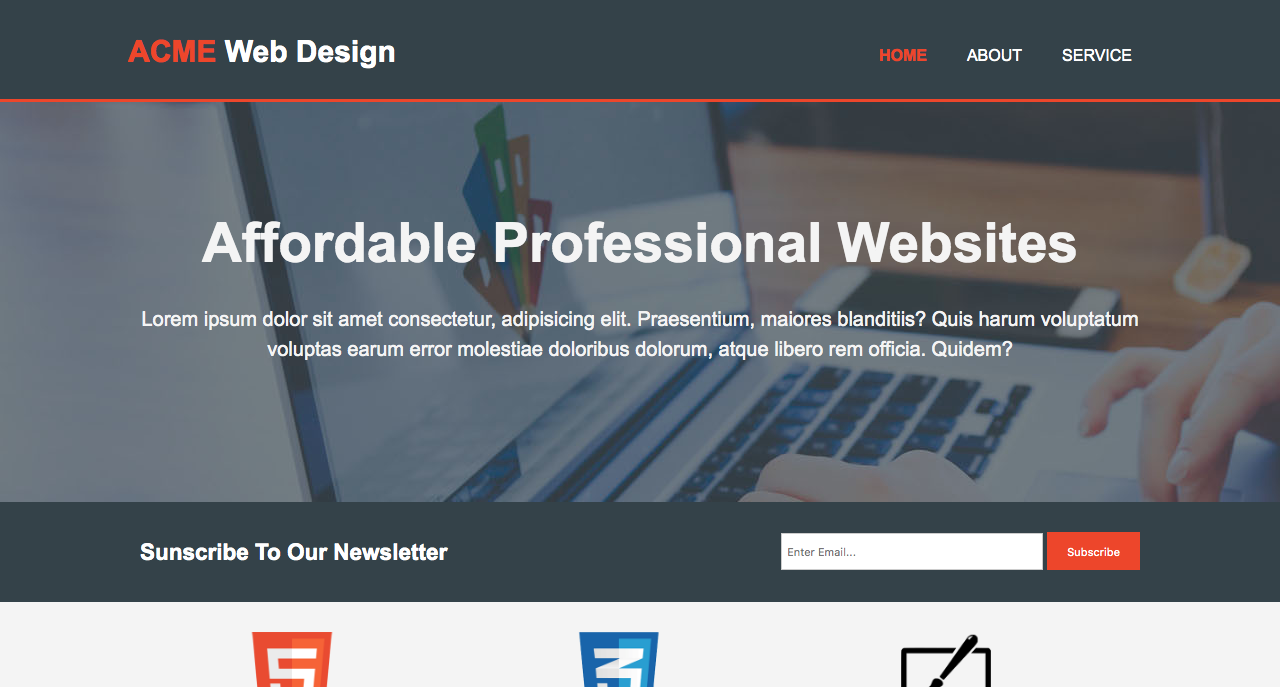 ACME Web Design
HOME ABOUT SERVICE
Affordable Professional Websites
Lorem ipsum dolor sit amet consectetur, adipisicing elit. Praesentium, maiores blanditiis? Quis harum voluptatum
voluptas earum error molestiae doloribus dolorum, atque libero rem officia. Quidem?
Sunscribe To Our Newsletter
Enter Email...
Subscribe